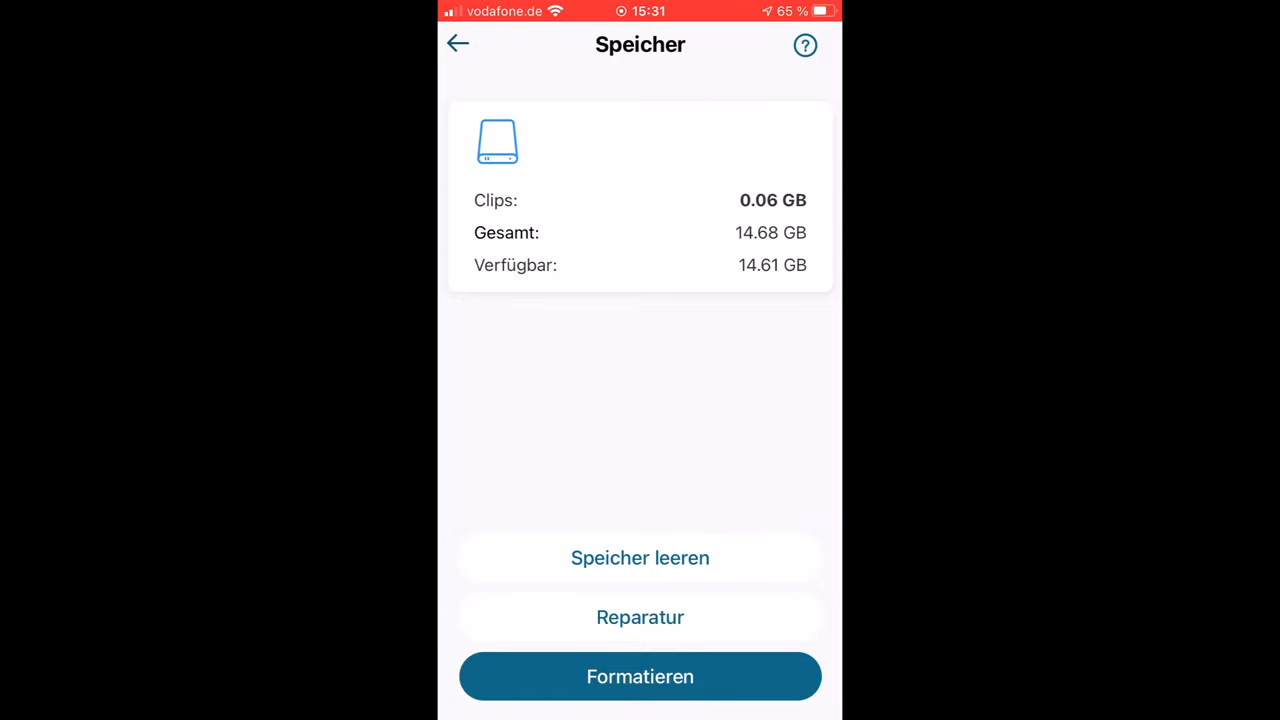 vodafone.de 15:31 65 %
Speicher
Clips: 0.06 GB
Gesamt: 14.68 GB
Verfügbar: 14.61 GB
Speicher leeren
Reparatur
Formatieren